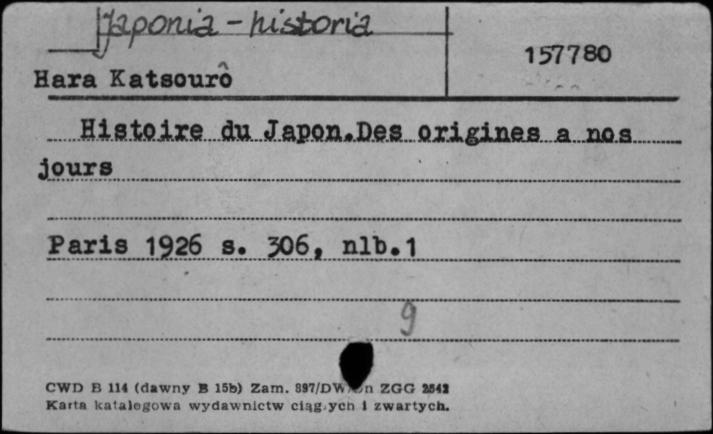 Japonia - historia
157780
Hara Katsourô
Histoire du Japon.Des origines a nos
jours
Paris 1926 s. 306, nlb.1
9
CWD B 114 (dawny B 15b) Zam. 897/DW n ZGG 2542
Karta katalogowa wydawnictw ciągłych i zwartych.